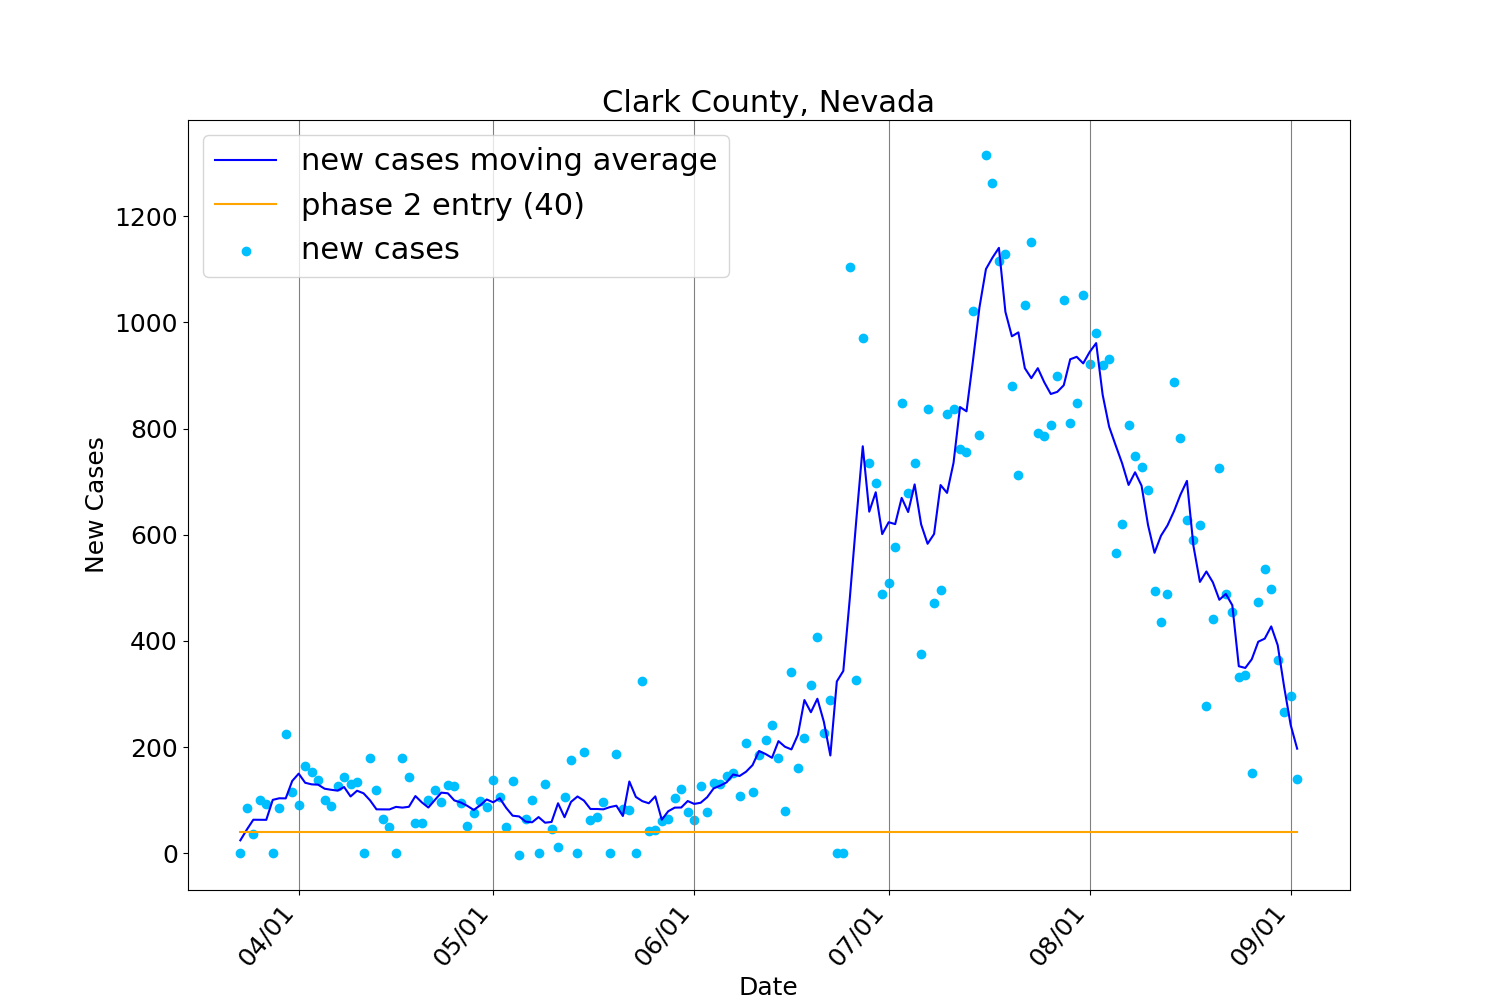 Clark County, Nevada
new cases moving average
phase 2 entry (40)
new cases
New Cases
1200
1000
800
600
400
200
0
04/01
05/01
06/01
07/01
08/01
09/01
Date